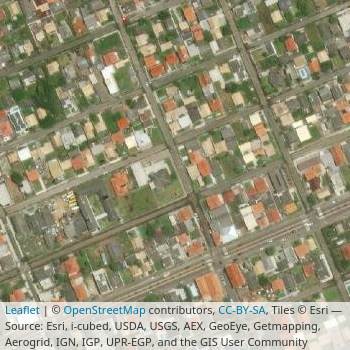 Leaflet | © OpenStreetMap contributors, CC-BY-SA, Tiles © Esri —
Source: Esri, i-cubed, USDA, USGS, AEX, GeoEye, Getmapping,
Aerogrid, IGN, IGP, UPR-EGP, and the GIS User Community